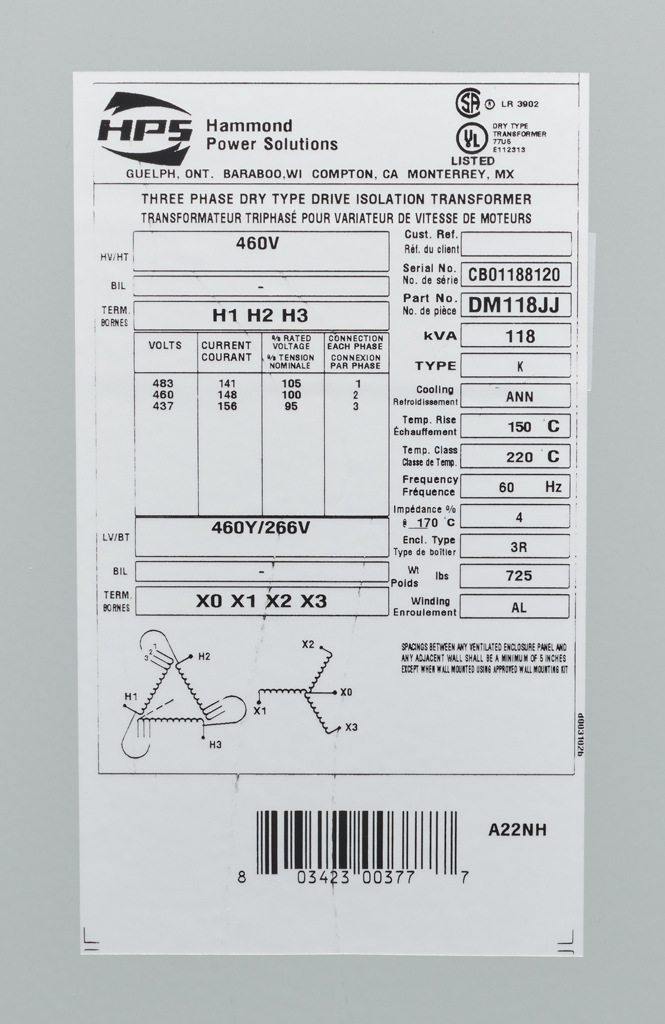 HPS Hammond
Power Solutions
SA LR 3902
UL DRY TYPE
TRANSFORMER
77U5
E112313
LISTED
GUELPH, ONT. BARABOO,WI COMPTON, CA MONTERREY, MX
THREE PHASE DRY TYPE DRIVE ISOLATION TRANSFORMER
TRANSFORMATEUR TRIPHASÉ POUR VARIATEUR DE VITESSE DE MOTEURS
HV/HT 460V
BIL -
TERM. H1 H2 H3
BORNES
VOLTS CURRENT COURANT % RATED VOLTAGE % TENSION NOMINALE CONNECTION EACH PHASE CONNEXION PAR PHASE
483 141 105 1
460 148 100 2
437 156 95 3
LV/BT 460Y/266V
BIL -
TERM. X0 X1 X2 X3
BORNES
Cust. Ref.
Réf. du client
Serial No. CB01188120
No. de série
Part No. DM118JJ
No. de pièce
kVA 118
TYPE K
Cooling ANN
Refroidissement
Temp. Rise 150 C
Échauffement
Temp. Class 220 C
Classe de Temp.
Frequency 60 Hz
Fréquence
Impédance % 4
@ 170 °C
Encl. Type 3R
Type de boîtier
Wt lbs 725
Poids
Winding AL
Enroulement
1
2
3
H2
H1
H3
X2
X0
X1
X3
SPACINGS BETWEEN ANY VENTILATED ENCLOSURE PANEL AND
ANY ADJACENT WALL SHALL BE A MINIMUM OF 5 INCHES
EXCEPT WHEN WALL MOUNTED USING APPROVED WALL MOUNTING KIT
d003102b
A22NH
8 03423 00377 7